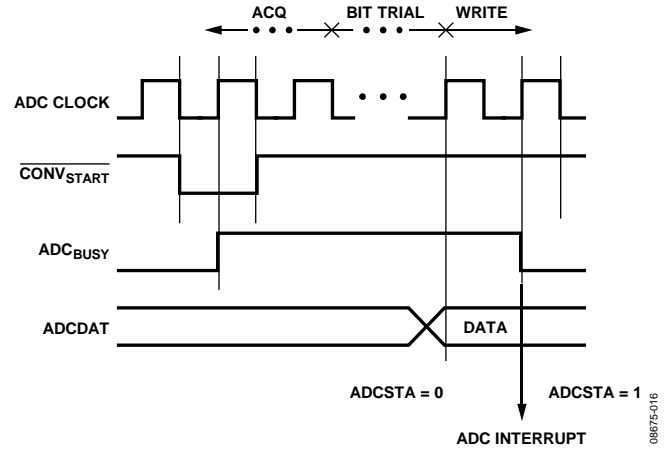 ACQ BIT TRIAL WRITE
ADC CLOCK
CONVSTART
ADCBUSY
ADCDAT DATA
ADCSTA = 0 ADCSTA = 1
ADC INTERRUPT
08675-016